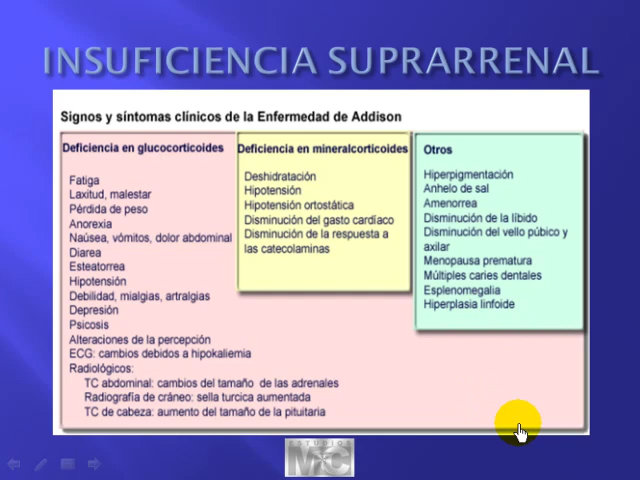 INSUFICIENCIA SUPRARRENAL
Signos y síntomas clínicos de la Enfermedad de Addison
Deficiencia en glucocorticoides
Fatiga
Laxitud, malestar
Pérdida de peso
Anorexia
Naúsea, vómitos, dolor abdominal
Diarea
Esteatorrea
Hipotensión
Debilidad, mialgias, artralgias
Depresión
Psicosis
Alteraciones de la percepción
ECG: cambios debidos a hipokaliemia
Radiológicos:
TC abdominal: cambios del tamaño de las adrenales
Radiografía de cráneo: sella turcica aumentada
TC de cabeza: aumento del tamaño de la pituitaria
Deficiencia en mineralcorticoides
Deshidratación
Hipotensión
Hipotensión ortostática
Disminución del gasto cardíaco
Disminución de la respuesta a
las catecolaminas
Otros
Hiperpigmentación
Anhelo de sal
Amenorrea
Disminución de la líbido
Disminución del vello púbico y
axilar
Menopausa prematura
Múltiples caries dentales
Esplenomegalia
Hiperplasia linfoide
ESTUDIOS
MC